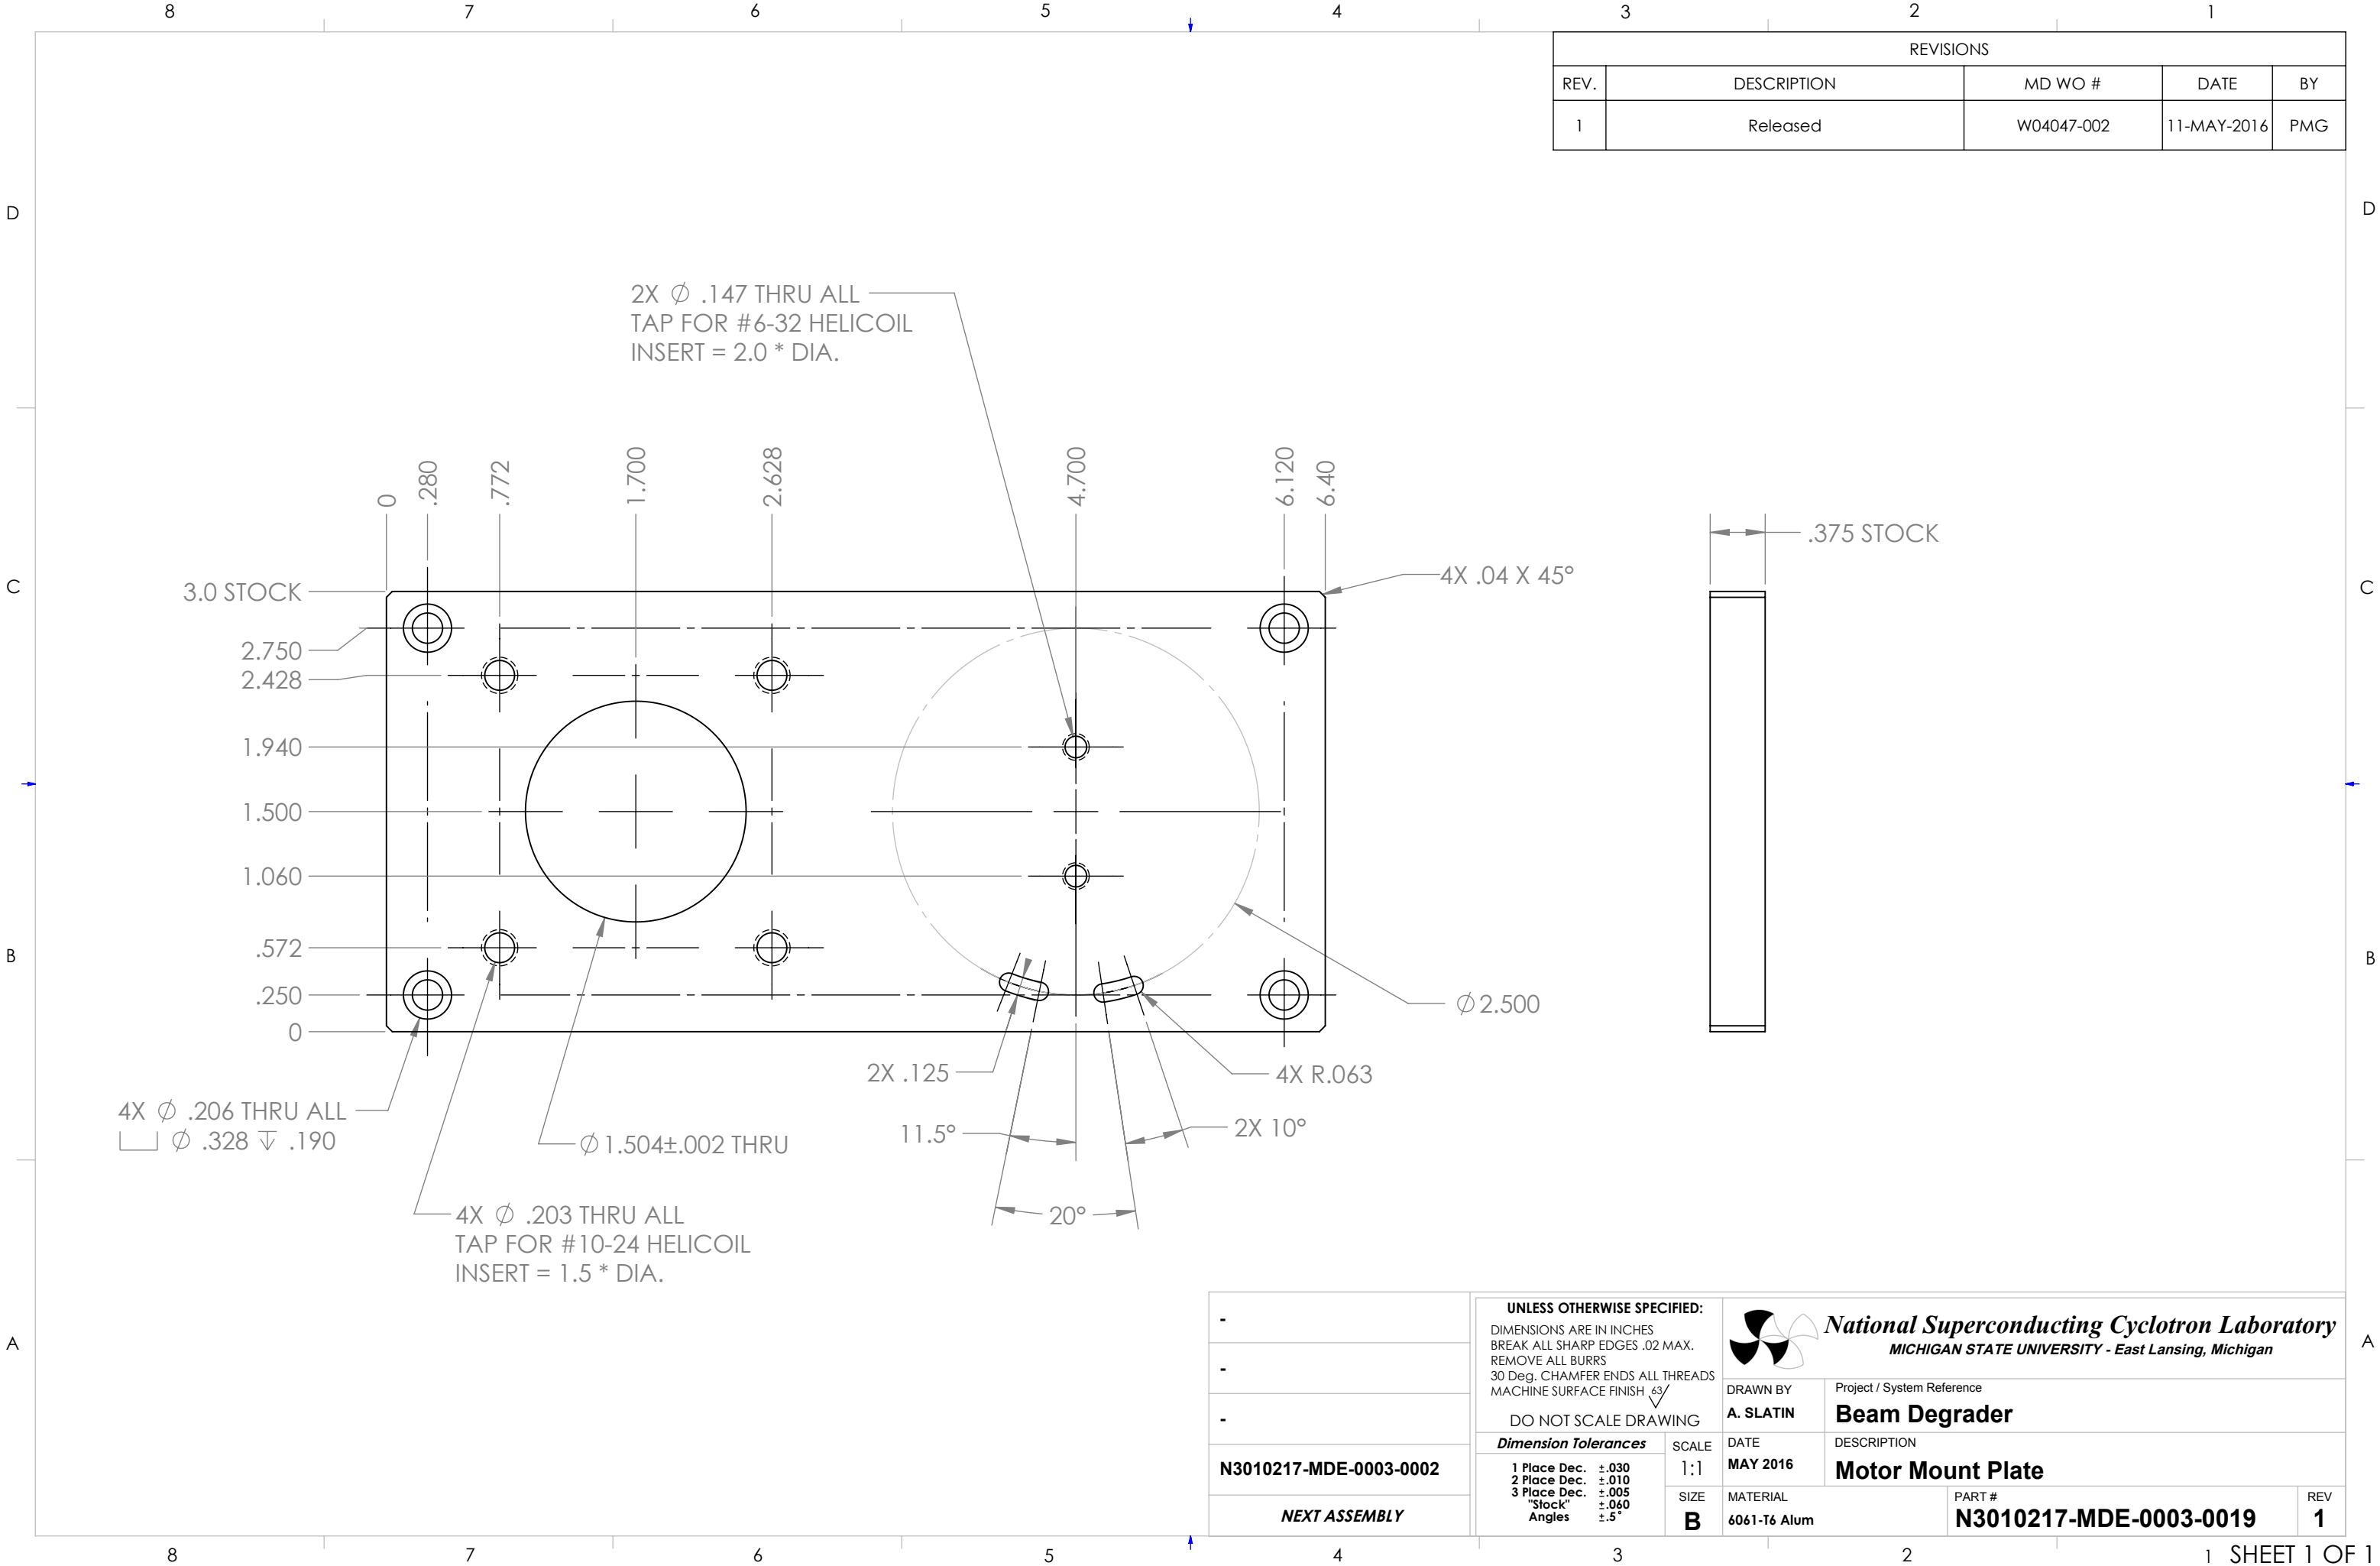 8 7 6 5 4 3 2 1
REVISIONS
REV. DESCRIPTION MD WO # DATE BY
1 Released W04047-002 11-MAY-2016 PMG
D D
2X ∅ .147 THRU ALL
TAP FOR #6-32 HELICOIL
INSERT = 2.0 * DIA.
0 .280 .772 1.700 2.628 4.700 6.120 6.40
.375 STOCK
4X .04 X 45°
C C
3.0 STOCK
2.750
2.428
1.940
1.500
1.060
.572
B B
.250
0
∅2.500
2X .125
4X R.063
4X ∅ .206 THRU ALL
⌴ ∅ .328 ↧ .190
∅1.504±.002 THRU
11.5°
2X 10°
20°
4X ∅ .203 THRU ALL
TAP FOR #10-24 HELICOIL
INSERT = 1.5 * DIA.
A A
-
-
-
N3010217-MDE-0003-0002
NEXT ASSEMBLY
UNLESS OTHERWISE SPECIFIED:
DIMENSIONS ARE IN INCHES
BREAK ALL SHARP EDGES .02 MAX.
REMOVE ALL BURRS
30 Deg. CHAMFER ENDS ALL THREADS
MACHINE SURFACE FINISH 63
DO NOT SCALE DRAWING
Dimension Tolerances
1 Place Dec. ±.030
2 Place Dec. ±.010
3 Place Dec. ±.005
"Stock" ±.060
Angles ±.5°
SCALE
1:1
SIZE
B
National Superconducting Cyclotron Laboratory
MICHIGAN STATE UNIVERSITY - East Lansing, Michigan
DRAWN BY
A. SLATIN
Project / System Reference
Beam Degrader
DATE
MAY 2016
DESCRIPTION
Motor Mount Plate
MATERIAL
6061-T6 Alum
PART #
N3010217-MDE-0003-0019
REV
1
8 7 6 5 4 3 2 1
SHEET 1 OF 1